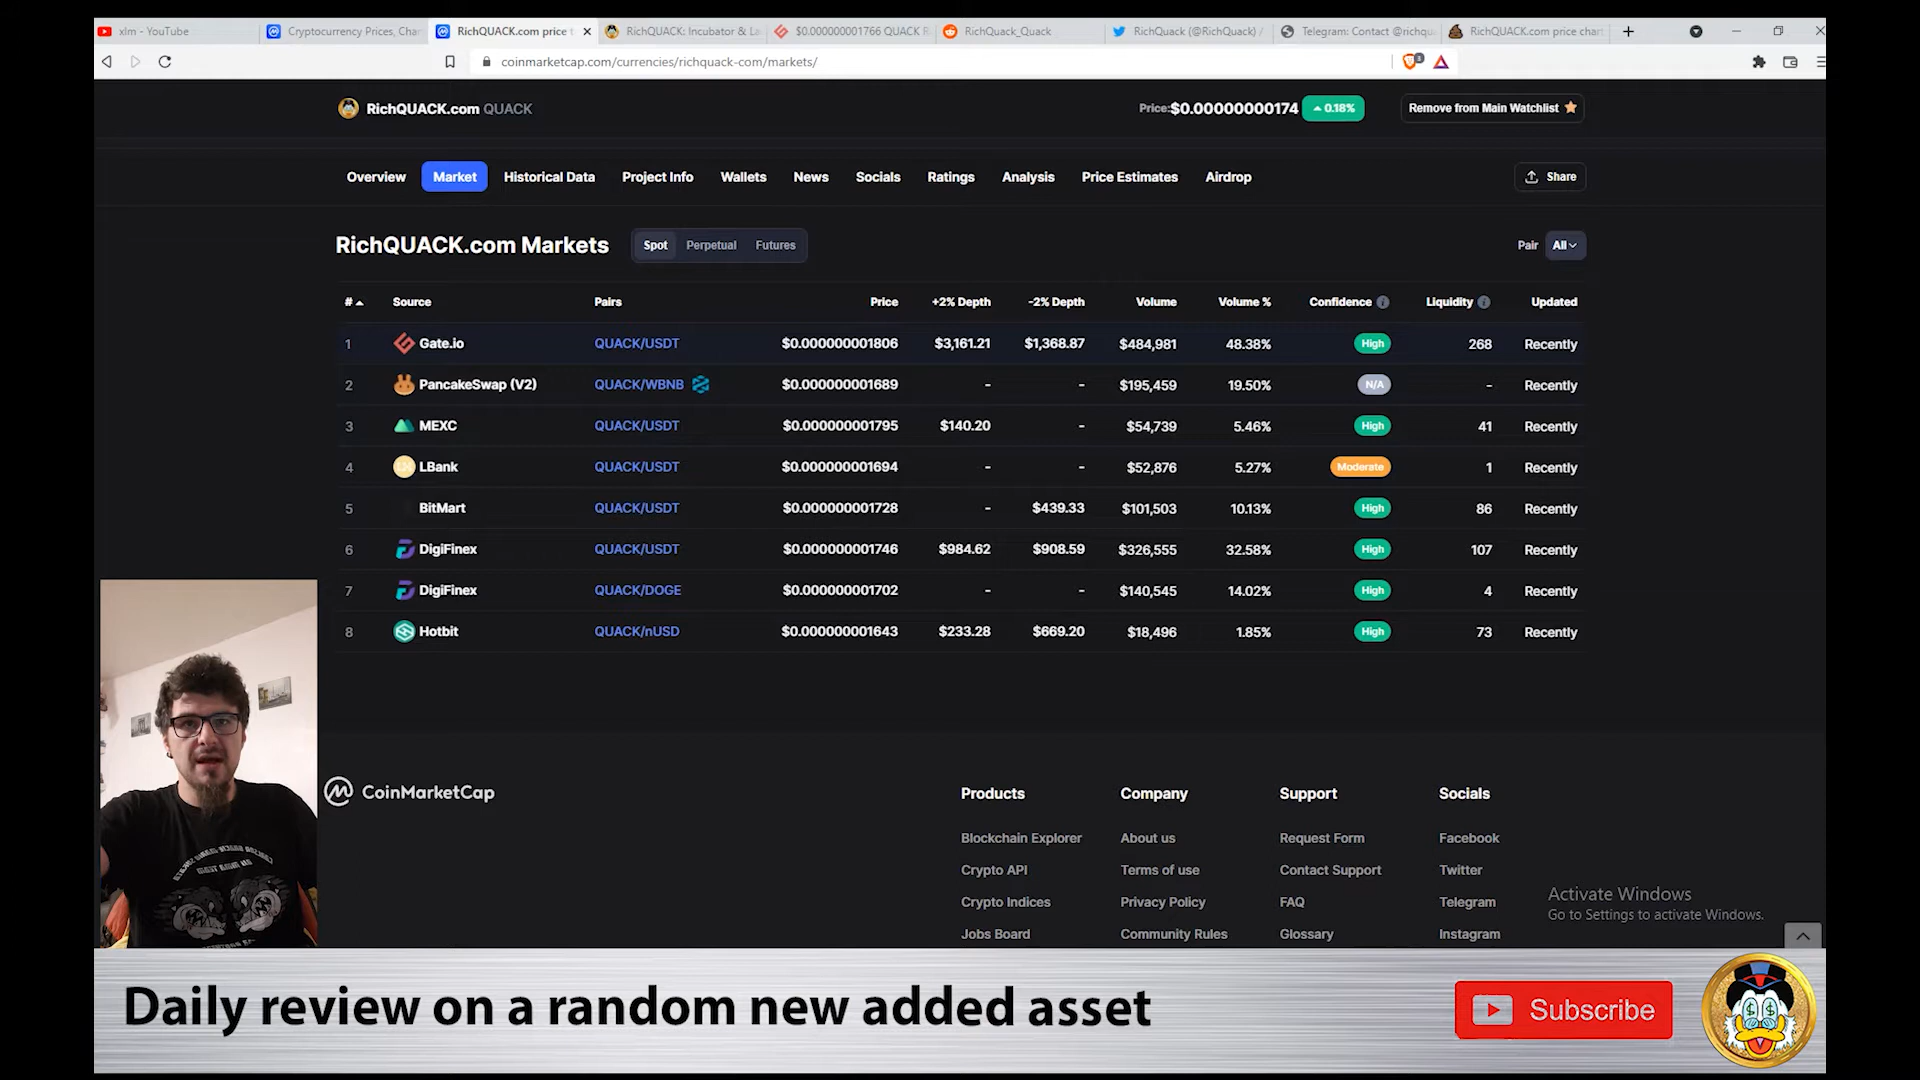 xlm - YouTube
Cryptocurrency Prices, Char
RichQUACK.com price t
RichQUACK: Incubator & La
$0.000000001766 QUACK R
RichQuack_Quack
RichQuack (@RichQuack) /
Telegram: Contact @richqu
RichQUACK.com price chart
coinmarketcap.com/currencies/richquack-com/markets/
RichQUACK.com QUACK
Price:$0.00000000174 0.18%
Remove from Main Watchlist
Overview Market Historical Data Project Info Wallets News Socials Ratings Analysis Price Estimates Airdrop
Share
RichQUACK.com Markets
Spot Perpetual Futures
Pair All
# Source Pairs Price +2% Depth -2% Depth Volume Volume % Confidence Liquidity Updated
1 Gate.io QUACK/USDT $0.000000001806 $3,161.21 $1,368.87 $484,981 48.38% High 268 Recently
2 PancakeSwap (V2) QUACK/WBNB $0.000000001689 - - $195,459 19.50% N/A - Recently
3 MEXC QUACK/USDT $0.000000001795 $140.20 - $54,739 5.46% High 41 Recently
4 LBank QUACK/USDT $0.000000001694 - - $52,876 5.27% Moderate 1 Recently
5 BitMart QUACK/USDT $0.000000001728 - $439.33 $101,503 10.13% High 86 Recently
6 DigiFinex QUACK/USDT $0.000000001746 $984.62 $908.59 $326,555 32.58% High 107 Recently
7 DigiFinex QUACK/DOGE $0.000000001702 - - $140,545 14.02% High 4 Recently
8 Hotbit QUACK/nUSD $0.000000001643 $233.28 $669.20 $18,496 1.85% High 73 Recently
CoinMarketCap
Products Company Support Socials
Blockchain Explorer About us Request Form Facebook
Crypto API Terms of use Contact Support Twitter
Crypto Indices Privacy Policy FAQ Telegram
Jobs Board Community Rules Glossary Instagram
Activate Windows
Go to Settings to activate Windows.
Daily review on a random new added asset
Subscribe